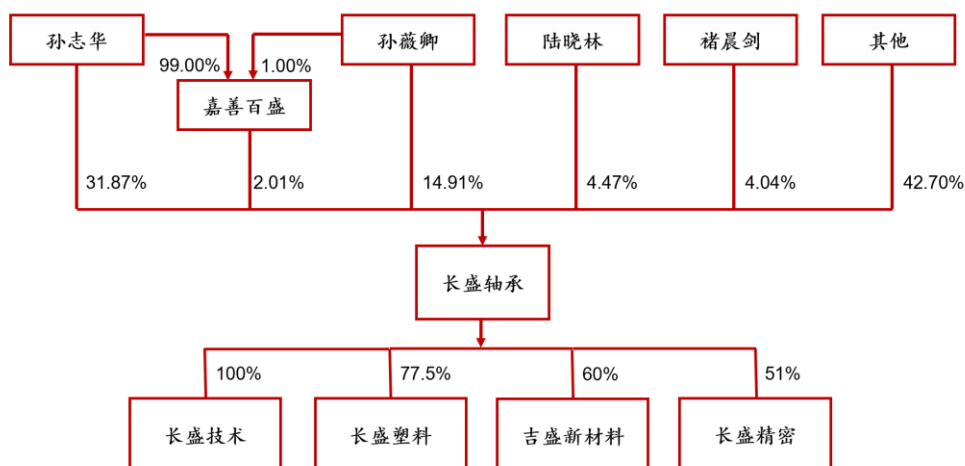 孙志华
孙薇卿
陆晓林
褚晨剑
其他
99.00%
1.00%
嘉善百盛
31.87%
2.01%
14.91%
4.47%
4.04%
42.70%
长盛轴承
100%
77.5%
60%
51%
长盛技术
长盛塑料
吉盛新材料
长盛精密